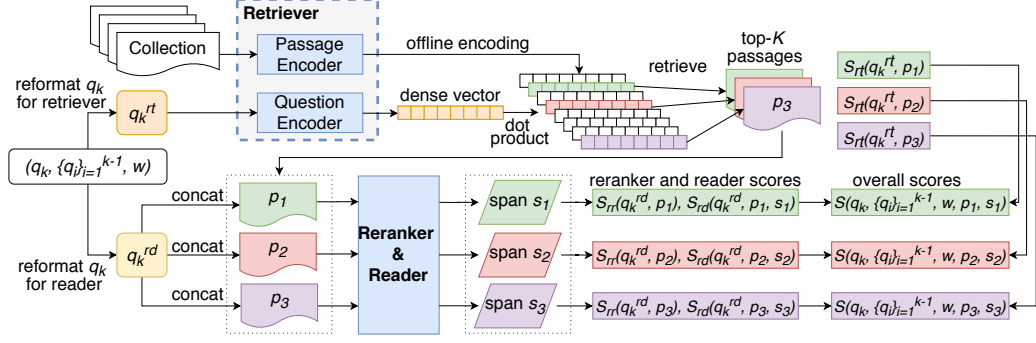 Retriever
Collection
Passage
Encoder
offline encoding
retrieve
top-K
passages
S_rt(q_k^rt, p_1)
reformat q_k
for retriever
q_k^rt
Question
Encoder
dense vector
dot
product
p_3
S_rt(q_k^rt, p_2)
S_rt(q_k^rt, p_3)
(q_k, {q_i}_{i=1}^{k-1}, w)
concat
p_1
span s_1
reranker and reader scores
S_rr(q_k^rd, p_1), S_rd(q_k^rd, p_1, s_1)
overall scores
S(q_k, {q_i}_{i=1}^{k-1}, w, p_1, s_1)
q_k^rd
concat
p_2
Reranker
&
Reader
span s_2
S_rr(q_k^rd, p_2), S_rd(q_k^rd, p_2, s_2)
S(q_k, {q_i}_{i=1}^{k-1}, w, p_2, s_2)
reformat q_k
for reader
concat
p_3
span s_3
S_rr(q_k^rd, p_3), S_rd(q_k^rd, p_3, s_3)
S(q_k, {q_i}_{i=1}^{k-1}, w, p_3, s_3)